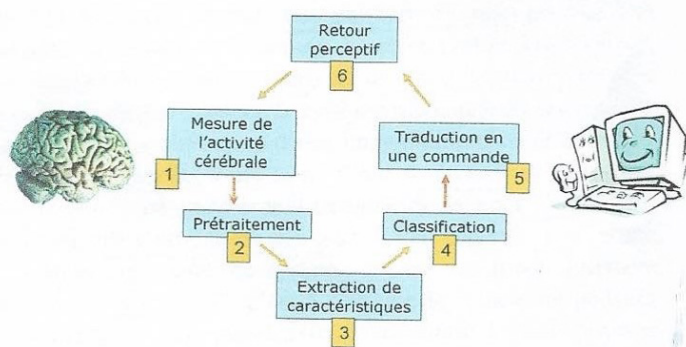 Retour
perceptif
6
Mesure de
l'activité
cérébrale
1
Traduction en
une commande
5
Prétraitement
2
Classification
4
Extraction de
caractéristiques
3